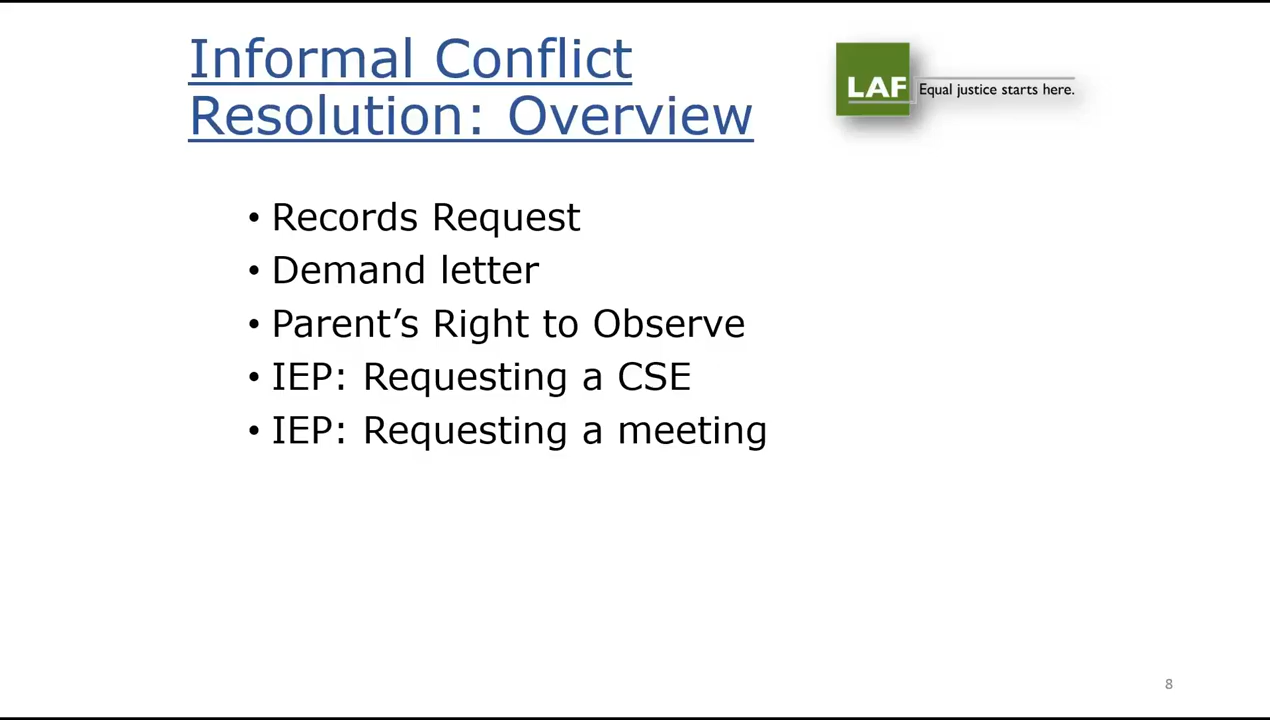 Informal Conflict
Resolution: Overview
LAF
Equal justice starts here.
• Records Request
• Demand letter
• Parent’s Right to Observe
• IEP: Requesting a CSE
• IEP: Requesting a meeting
8